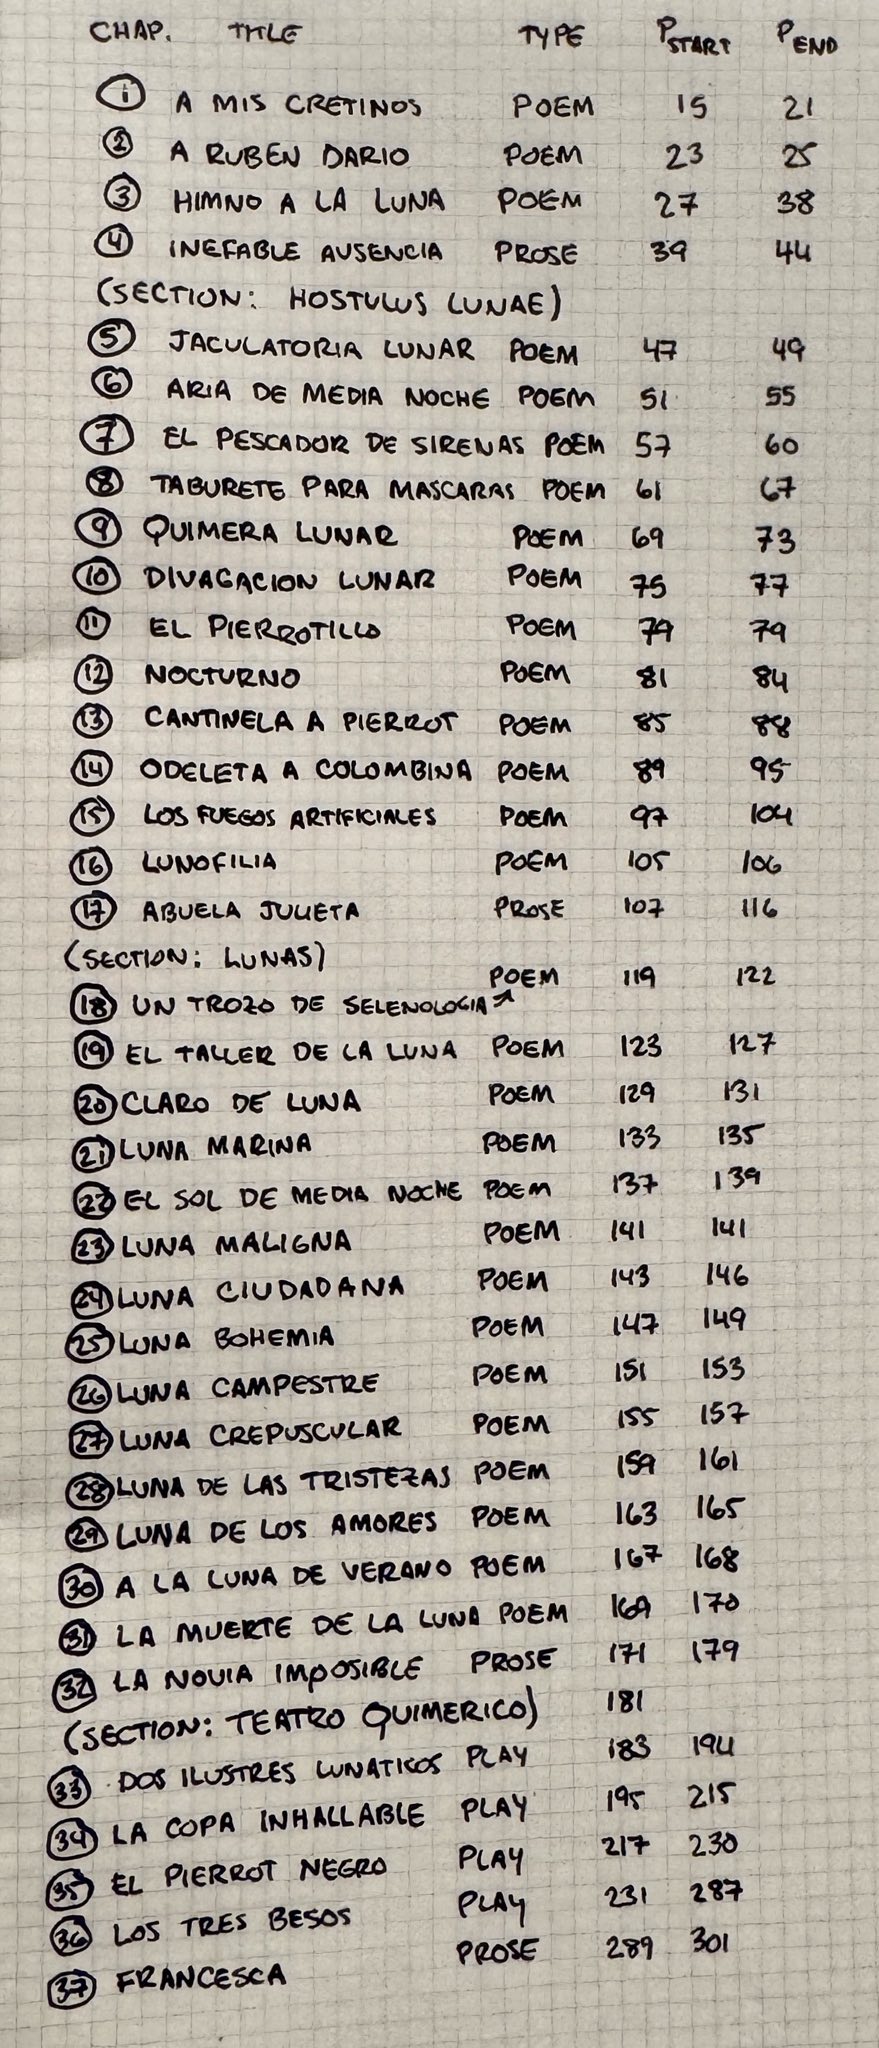 CHAP. TITLE TYPE PSTART PEND
1 A MIS CRETINOS POEM 15 21
2 A RUBEN DARIO POEM 23 25
3 HIMNO A LA LUNA POEM 27 38
4 INEFABLE AUSENCIA PROSE 39 44
(SECTION: HOSTULUS LUNAE)
5 JACULATORIA LUNAR POEM 47 49
6 ARIA DE MEDIA NOCHE POEM 51 55
7 EL PESCADOR DE SIRENAS POEM 57 60
8 TABURETE PARA MASCARAS POEM 61 67
9 QUIMERA LUNAR POEM 69 73
10 DIVAGACION LUNAR POEM 75 77
11 EL PIERROTILLO POEM 79 79
12 NOCTURNO POEM 81 84
13 CANTINELA A PIERROT POEM 85 88
14 ODELETA A COLOMBINA POEM 89 95
15 LOS FUEGOS ARTIFICIALES POEM 97 104
16 LUNOFILIA POEM 105 106
17 ABUELA JULIETA PROSE 107 116
(SECTION: LUNAS)
18 UN TROZO DE SELENOLOGIA POEM 119 122
19 EL TALLER DE LA LUNA POEM 123 127
20 CLARO DE LUNA POEM 129 131
21 LUNA MARINA POEM 133 135
22 EL SOL DE MEDIA NOCHE POEM 137 139
23 LUNA MALIGNA POEM 141 141
24 LUNA CIUDADANA POEM 143 146
25 LUNA BOHEMIA POEM 147 149
26 LUNA CAMPESTRE POEM 151 153
27 LUNA CREPUSCULAR POEM 155 157
28 LUNA DE LAS TRISTEZAS POEM 159 161
29 LUNA DE LOS AMORES POEM 163 165
30 A LA LUNA DE VERANO POEM 167 168
31 LA MUERTE DE LA LUNA POEM 169 170
32 LA NOVIA IMPOSIBLE PROSE 171 179
(SECTION: TEATRO QUIMERICO) 181
33 DOS ILUSTRES LUNATICOS PLAY 183 194
34 LA COPA INHALLABLE PLAY 195 215
35 EL PIERROT NEGRO PLAY 217 230
36 LOS TRES BESOS PLAY 231 287
37 FRANCESCA PROSE 289 301